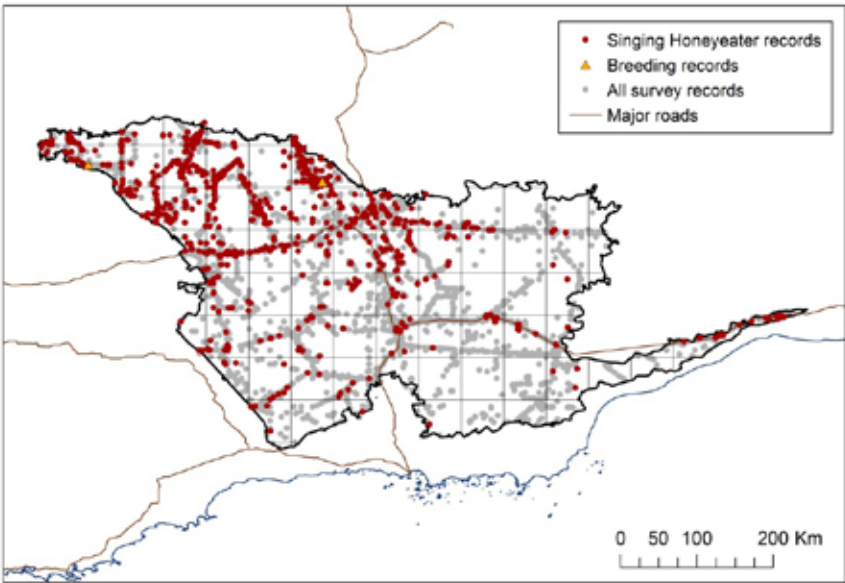 Singing Honeyeater records
Breeding records
All survey records
Major roads
0 50 100 200 Km